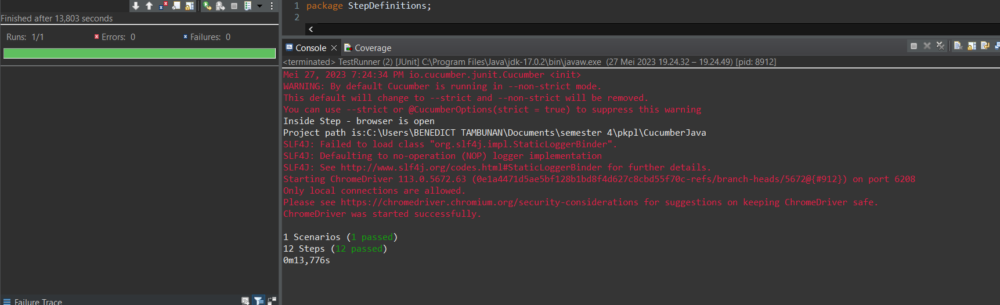 Finished after 13,803 seconds
Runs: 1/1 Errors: 0 Failures: 0
Failure Trace
1 package StepDefinitions;
2
Console Coverage
<terminated> TestRunner (2) [JUnit] C:\Program Files\Java\jdk-17.0.2\bin\javaw.exe (27 Mei 2023 19.24.32 – 19.24.49) [pid: 8912]
Mei 27, 2023 7:24:34 PM io.cucumber.junit.Cucumber <init>
WARNING: By default Cucumber is running in --non-strict mode.
This default will change to --strict and --non-strict will be removed.
You can use --strict or @CucumberOptions(strict = true) to suppress this warning
Inside Step - browser is open
Project path is:C:\Users\BENEDICT TAMBUNAN\Documents\semester 4\pkpl\CucumberJava
SLF4J: Failed to load class "org.slf4j.impl.StaticLoggerBinder".
SLF4J: Defaulting to no-operation (NOP) logger implementation
SLF4J: See http://www.slf4j.org/codes.html#StaticLoggerBinder for further details.
Starting ChromeDriver 113.0.5672.63 (0e1a4471d5ae5bf128b1bd8f4d627c8cbd55f70c-refs/branch-heads/5672@{#912}) on port 6208
Only local connections are allowed.
Please see https://chromedriver.chromium.org/security-considerations for suggestions on keeping ChromeDriver safe.
ChromeDriver was started successfully.
1 Scenarios (1 passed)
12 Steps (12 passed)
0m13,776s